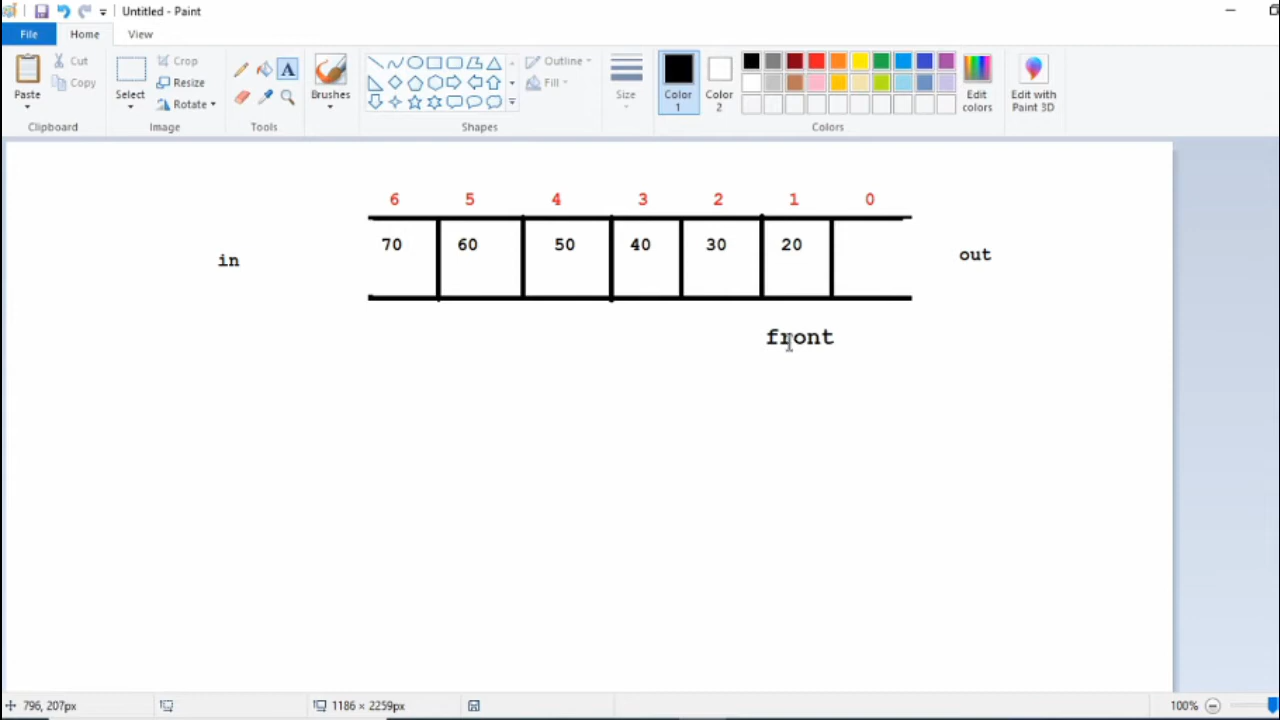 Untitled - Paint
File Home View
Paste
Cut
Copy
Clipboard
Select
Crop
Resize
Rotate
Image
A
Tools
Brushes
Shapes
Outline
Fill
Size
Color 1
Color 2
Colors
Edit colors
Edit with Paint 3D
6 5 4 3 2 1 0
in 70 60 50 40 30 20 out
front
796, 207px
1186 × 2259px
100%